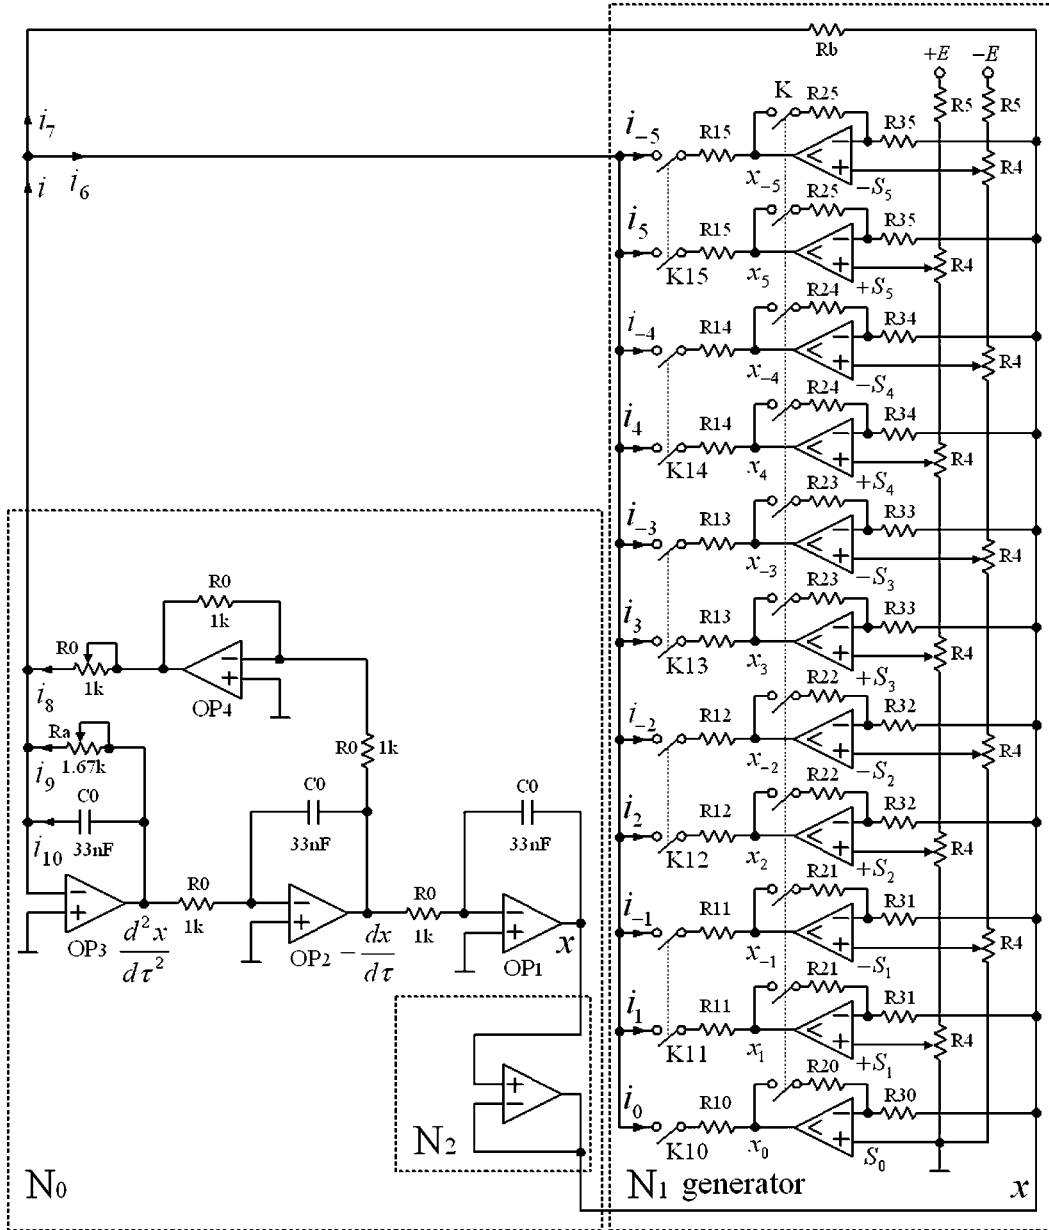 Rb
+E
−E
K
R25
R5
R5
i7
R15
R35
i−5
i
i6
x−5
−S5
R4
R25
R15
R35
i5
K15
x5
+S5
R4
R24
R14
R34
i−4
x−4
−S4
R4
R24
R14
R34
i4
K14
x4
+S4
R4
R23
R13
R33
i−3
x−3
−S3
R4
R23
R13
R33
i3
K13
x3
+S3
R4
R22
R12
R32
i−2
x−2
−S2
R4
R22
R12
R32
i2
K12
x2
+S2
R4
R21
R11
R31
i−1
x−1
−S1
R4
R21
R11
R31
i1
K11
x1
+S1
R4
R20
R10
R30
i0
K10
x0
S0
R0
1k
R0
1k
i8
OP4
Ra
1.67k
i9
R0
1k
C0
33nF
i10
C0
33nF
C0
33nF
R0
1k
R0
1k
OP3
d²x
dτ²
OP2
−dx
dτ
OP1
x
N2
N0
N1 generator
x